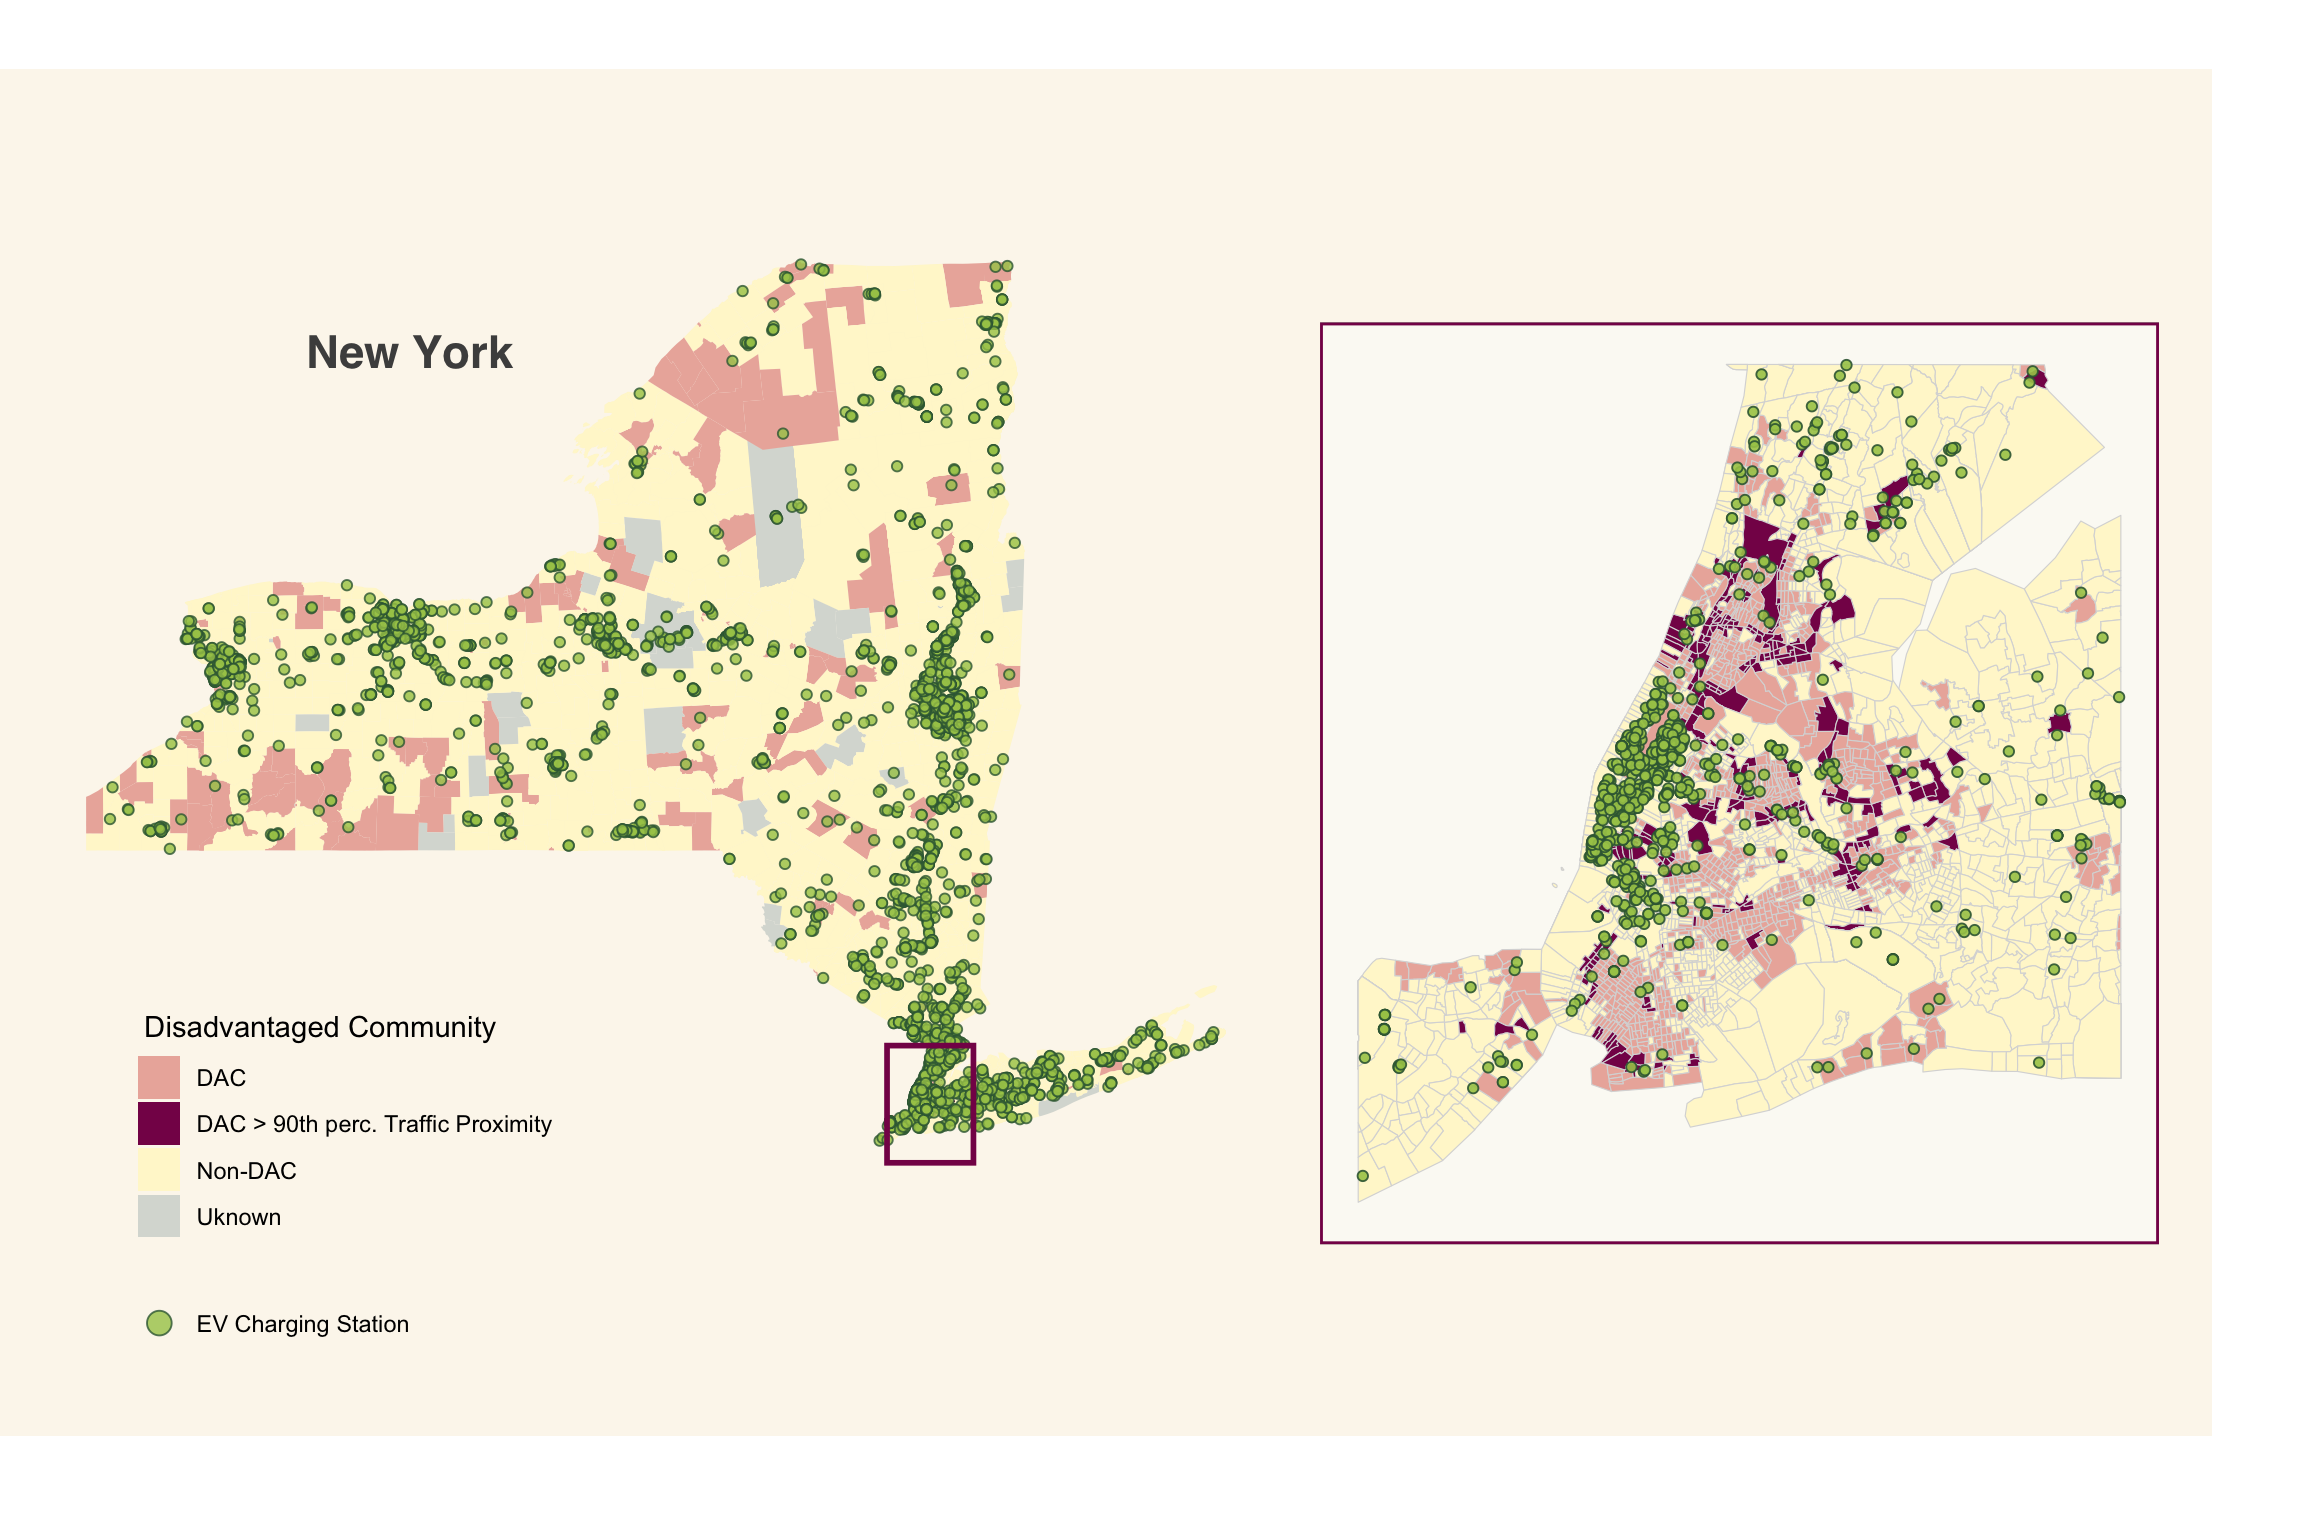 New York
Disadvantaged Community
DAC
DAC > 90th perc. Traffic Proximity
Non-DAC
Uknown
EV Charging Station